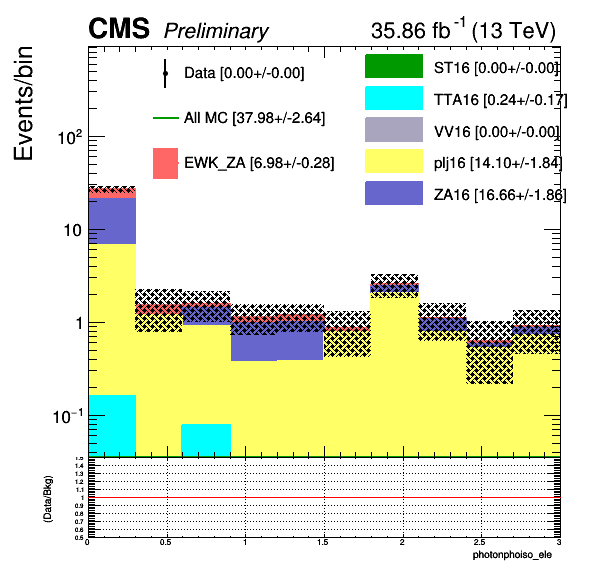 CMS Preliminary 35.86 fb⁻¹ (13 TeV)
Events/bin
Data [0.00+/-0.00]
All MC [37.98+/-2.64]
EWK_ZA [6.98+/-0.28]
ST16 [0.00+/-0.00]
TTA16 [0.24+/-0.17]
VV16 [0.00+/-0.00]
plj16 [14.10+/-1.84]
ZA16 [16.66+/-1.86]
10²
10
1
10⁻¹
(Data/Bkg)
1.5
1.4
1.3
1.2
1.1
1
0.9
0.8
0.7
0.6
0.5
0 0.5 1 1.5 2 2.5 3
photonphoiso_ele